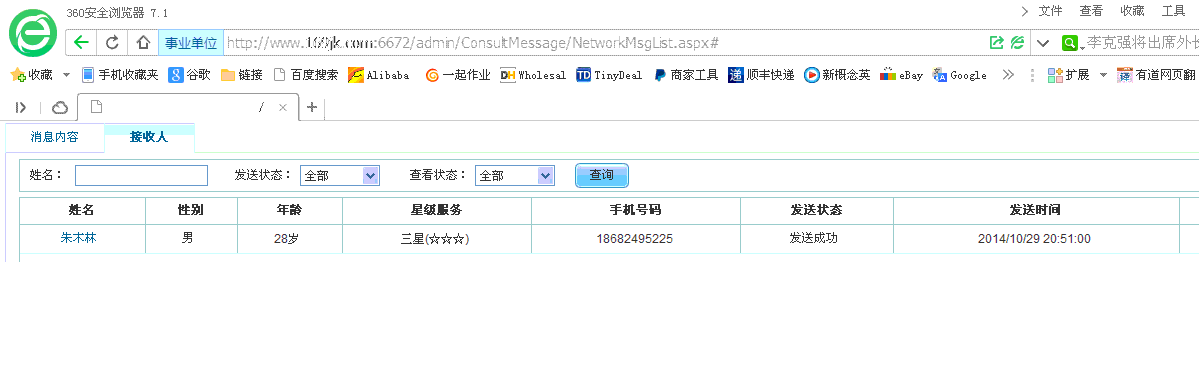 360安全浏览器 7.1
文件 查看 收藏 工具
事业单位 http://www.169jk.com:6672/admin/ConsultMessage/NetworkMsgList.aspx# 李克强将出席外长
收藏 手机收藏夹 谷歌 链接 百度搜索 Alibaba 一起作业 Wholesal TinyDeal 商家工具 顺丰快递 新概念英 eBay Google 扩展 有道网页翻
/
消息内容 接收人
姓名： 发送状态： 全部 查看状态： 全部 查询
姓名 性别 年龄 星级服务 手机号码 发送状态 发送时间
朱木林 男 28岁 三星(☆☆☆) 18682495225 发送成功 2014/10/29 20:51:00